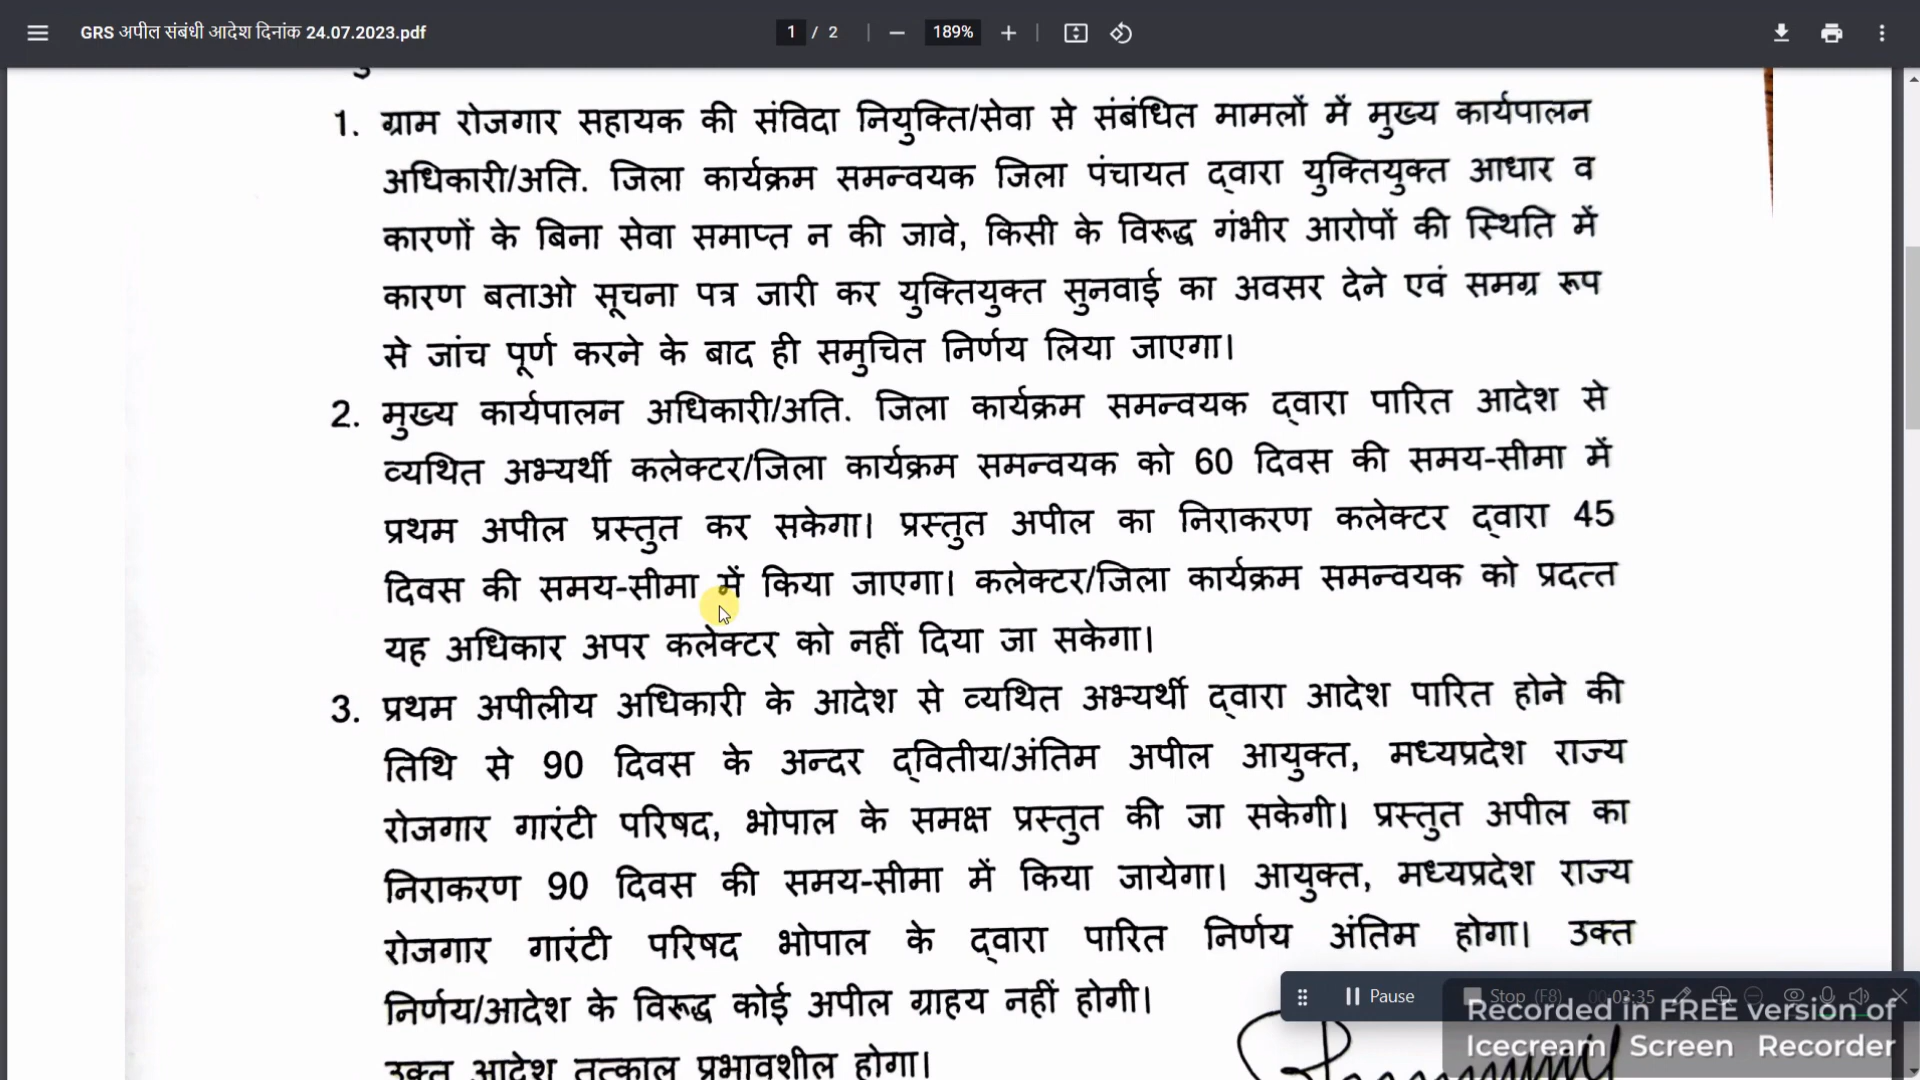 GRS अपील संबंधी आदेश दिनांक 24.07.2023.pdf
1 / 2
189%
1. ग्राम रोजगार सहायक की संविदा नियुक्ति/सेवा से संबंधित मामलों में मुख्य कार्यपालन
अधिकारी/अति. जिला कार्यक्रम समन्वयक जिला पंचायत द्वारा युक्तियुक्त आधार व
कारणों के बिना सेवा समाप्त न की जावे, किसी के विरूद्ध गंभीर आरोपों की स्थिति में
कारण बताओ सूचना पत्र जारी कर युक्तियुक्त सुनवाई का अवसर देने एवं समग्र रूप
से जांच पूर्ण करने के बाद ही समुचित निर्णय लिया जाएगा।
2. मुख्य कार्यपालन अधिकारी/अति. जिला कार्यक्रम समन्वयक द्वारा पारित आदेश से
व्यथित अभ्यर्थी कलेक्टर/जिला कार्यक्रम समन्वयक को 60 दिवस की समय-सीमा में
प्रथम अपील प्रस्तुत कर सकेगा। प्रस्तुत अपील का निराकरण कलेक्टर द्वारा 45
दिवस की समय-सीमा में किया जाएगा। कलेक्टर/जिला कार्यक्रम समन्वयक को प्रदत्त
यह अधिकार अपर कलेक्टर को नहीं दिया जा सकेगा।
3. प्रथम अपीलीय अधिकारी के आदेश से व्यथित अभ्यर्थी द्वारा आदेश पारित होने की
तिथि से 90 दिवस के अन्दर द्वितीय/अंतिम अपील आयुक्त, मध्यप्रदेश राज्य
रोजगार गारंटी परिषद, भोपाल के समक्ष प्रस्तुत की जा सकेगी। प्रस्तुत अपील का
निराकरण 90 दिवस की समय-सीमा में किया जायेगा। आयुक्त, मध्यप्रदेश राज्य
रोजगार गारंटी परिषद भोपाल के द्वारा पारित निर्णय अंतिम होगा। उक्त
निर्णय/आदेश के विरूद्ध कोई अपील ग्राहय नहीं होगी।
उक्त आदेश तत्काल प्रभावशील होगा।
Pause
Stop (F8)
Recorded in FREE version of
Icecream Screen Recorder